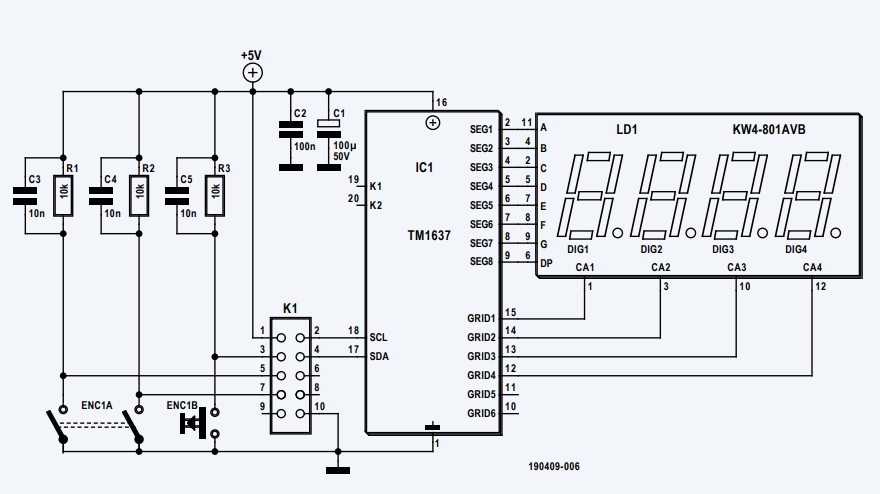 +5V
C2
C1
100n
100µ
50V
16
C3
R1
10k
10n
C4
R2
10k
10n
C5
R3
10k
10n
IC1
TM1637
19
K1
20
K2
SEG1
2
11
A
SEG2
3
4
B
SEG3
4
2
C
SEG4
5
5
D
SEG5
6
7
E
SEG6
7
8
F
SEG7
8
9
G
SEG8
9
6
DP
LD1
KW4-801AVB
DIG1
DIG2
DIG3
DIG4
CA1
CA2
CA3
CA4
1
3
10
12
K1
1
2
18
SCL
3
4
17
SDA
5
6
7
8
9
10
GRID1
15
GRID2
14
GRID3
13
GRID4
12
GRID5
11
GRID6
10
ENC1A
ENC1B
1
190409-006